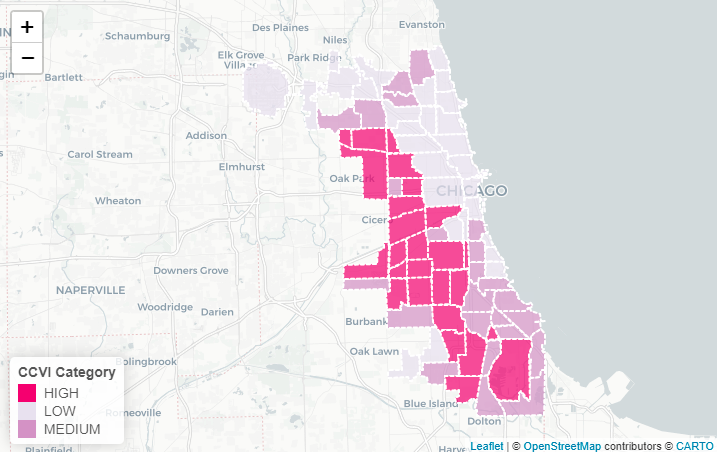 +
−
Evanston
Des Plaines
Schaumburg
Niles
Elk Grove
Village
Park Ridge
Bartlett
Addison
Carol Stream
Elmhurst
Oak Park
CHICAGO
Wheaton
Cicer
Downers Grove
NAPERVILLE
Woodridge
Darien
Burbank
Oak Lawn
olingbrook
Romeoville
Blue Island
Dolton
Harve
CCVI Category
HIGH
LOW
MEDIUM
Leaflet | © OpenStreetMap contributors © CARTO